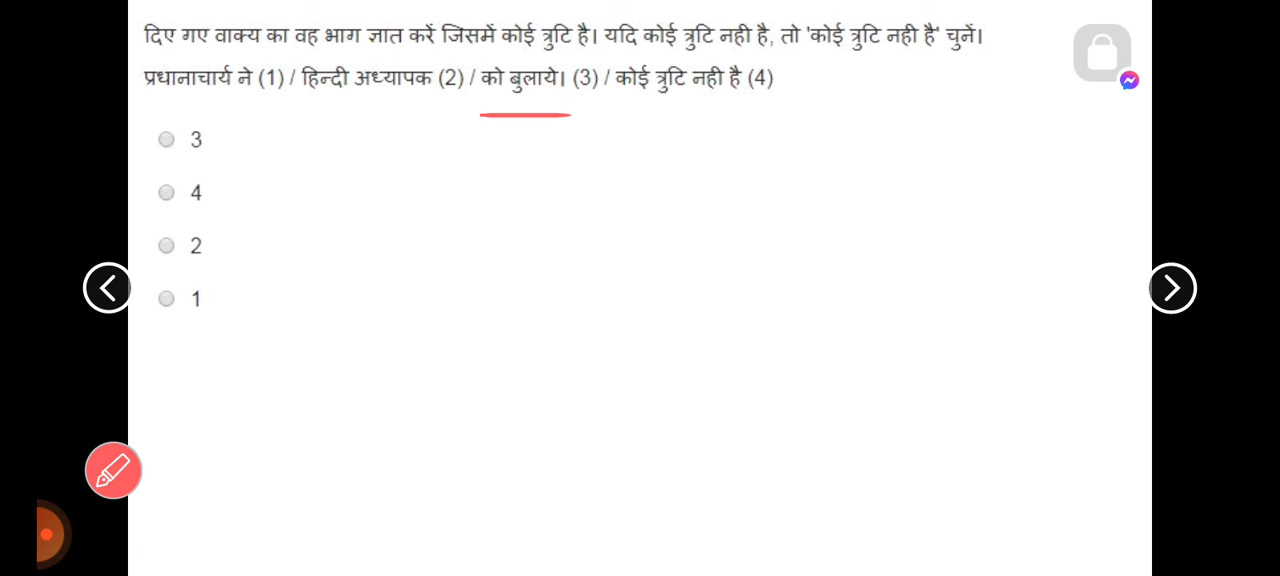 दिए गए वाक्य का वह भाग ज्ञात करें जिसमें कोई त्रुटि है। यदि कोई त्रुटि नही है, तो 'कोई त्रुटि नही है' चुनें।
प्रधानाचार्य ने (1) / हिन्दी अध्यापक (2) / को बुलाये। (3) / कोई त्रुटि नही है (4)
3
4
2
1